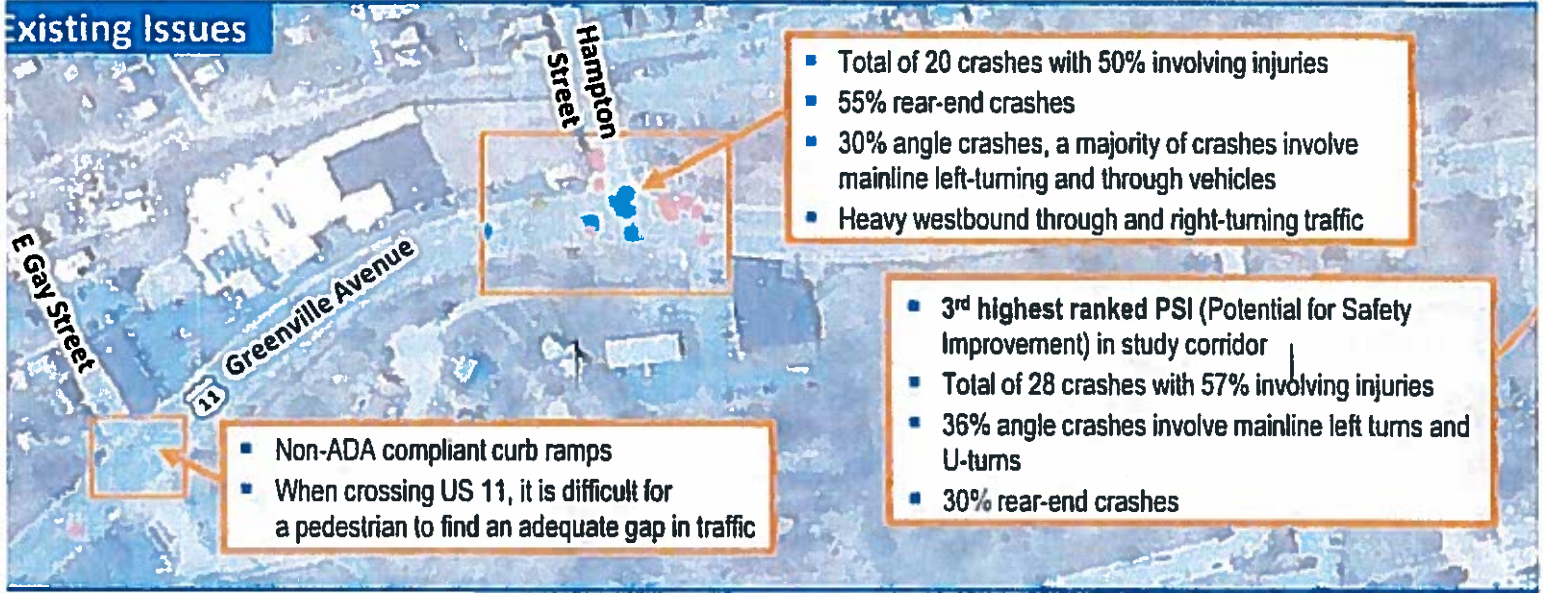 Existing Issues
Hampton
Street
▪ Total of 20 crashes with 50% involving injuries
▪ 55% rear-end crashes
▪ 30% angle crashes, a majority of crashes involve
mainline left-turning and through vehicles
▪ Heavy westbound through and right-turning traffic
E Gay Street
Greenville Avenue
11
▪ 3rd highest ranked PSI (Potential for Safety
Improvement) in study corridor
▪ Total of 28 crashes with 57% involving injuries
▪ 36% angle crashes involve mainline left turns and
U-turns
▪ 30% rear-end crashes
▪ Non-ADA compliant curb ramps
▪ When crossing US 11, it is difficult for
a pedestrian to find an adequate gap in traffic